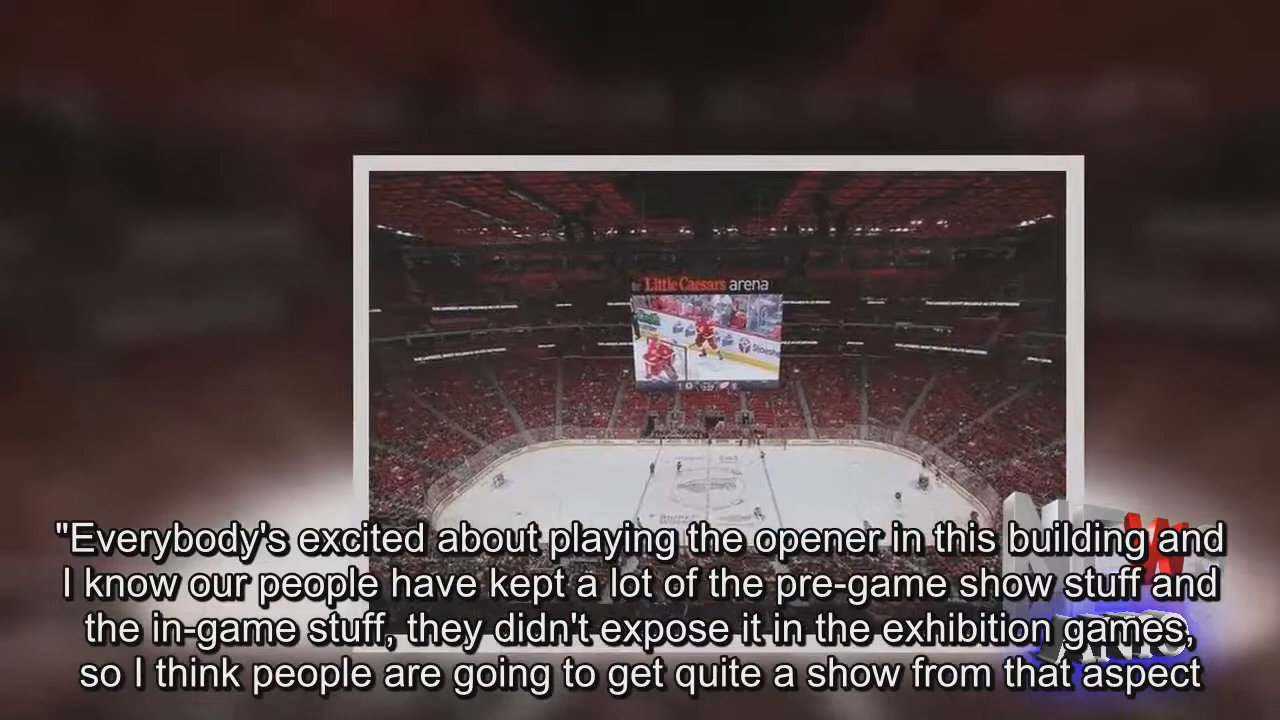 Little Caesars arena
"Everybody's excited about playing the opener in this building and
I know our people have kept a lot of the pre-game show stuff and
the in-game stuff, they didn't expose it in the exhibition games,
so I think people are going to get quite a show from that aspect